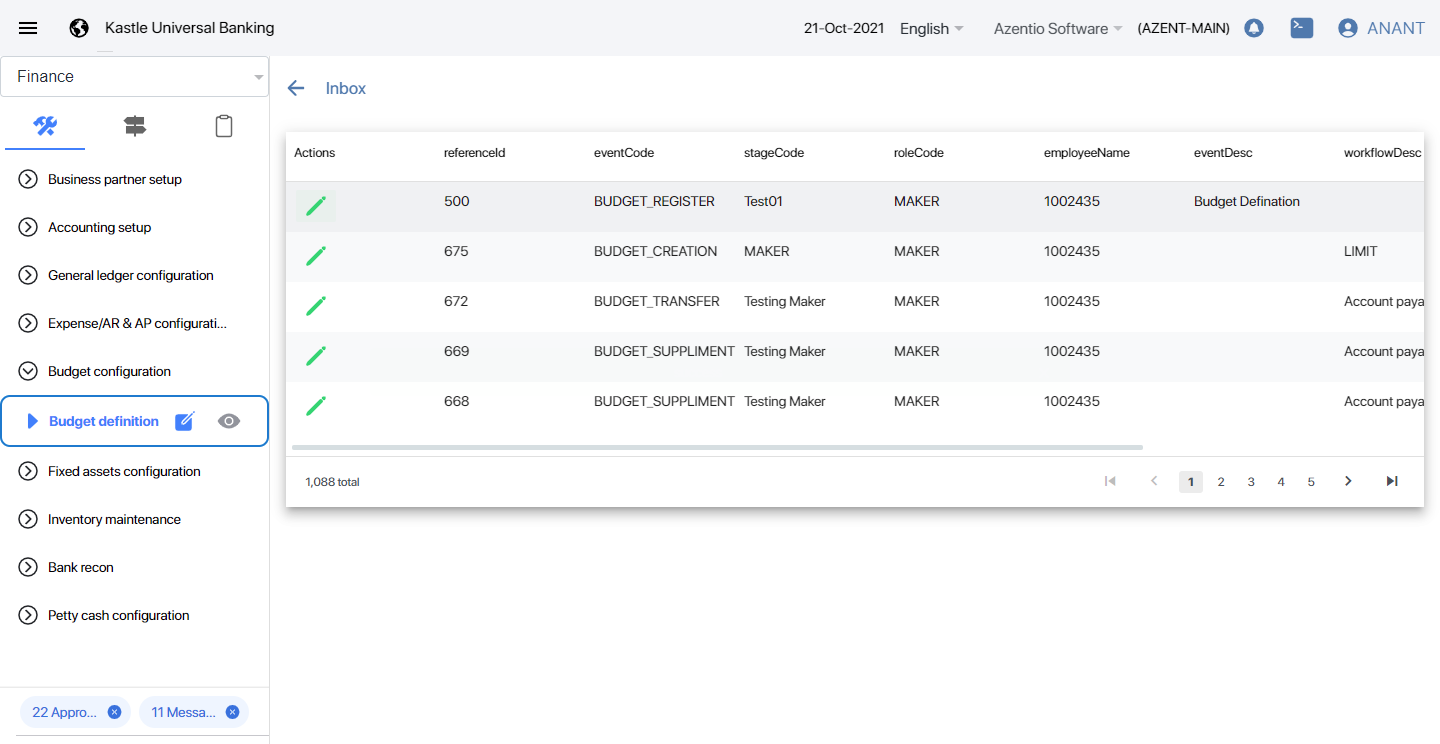 Kastle Universal Banking
21-Oct-2021 English Azentio Software (AZENT-MAIN) ANANT
Finance
Business partner setup
Accounting setup
General ledger configuration
Expense/AR & AP configurati...
Budget configuration
Budget definition
Fixed assets configuration
Inventory maintenance
Bank recon
Petty cash configuration
22 Appro... 11 Messa...
Inbox
Actions referenceId eventCode stageCode roleCode employeeName eventDesc workflowDesc
500 BUDGET_REGISTER Test01 MAKER 1002435 Budget Defination
675 BUDGET_CREATION MAKER MAKER 1002435 LIMIT
672 BUDGET_TRANSFER Testing Maker MAKER 1002435 Account paya
669 BUDGET_SUPPLIMENT Testing Maker MAKER 1002435 Account paya
668 BUDGET_SUPPLIMENT Testing Maker MAKER 1002435 Account paya
1,088 total 1 2 3 4 5